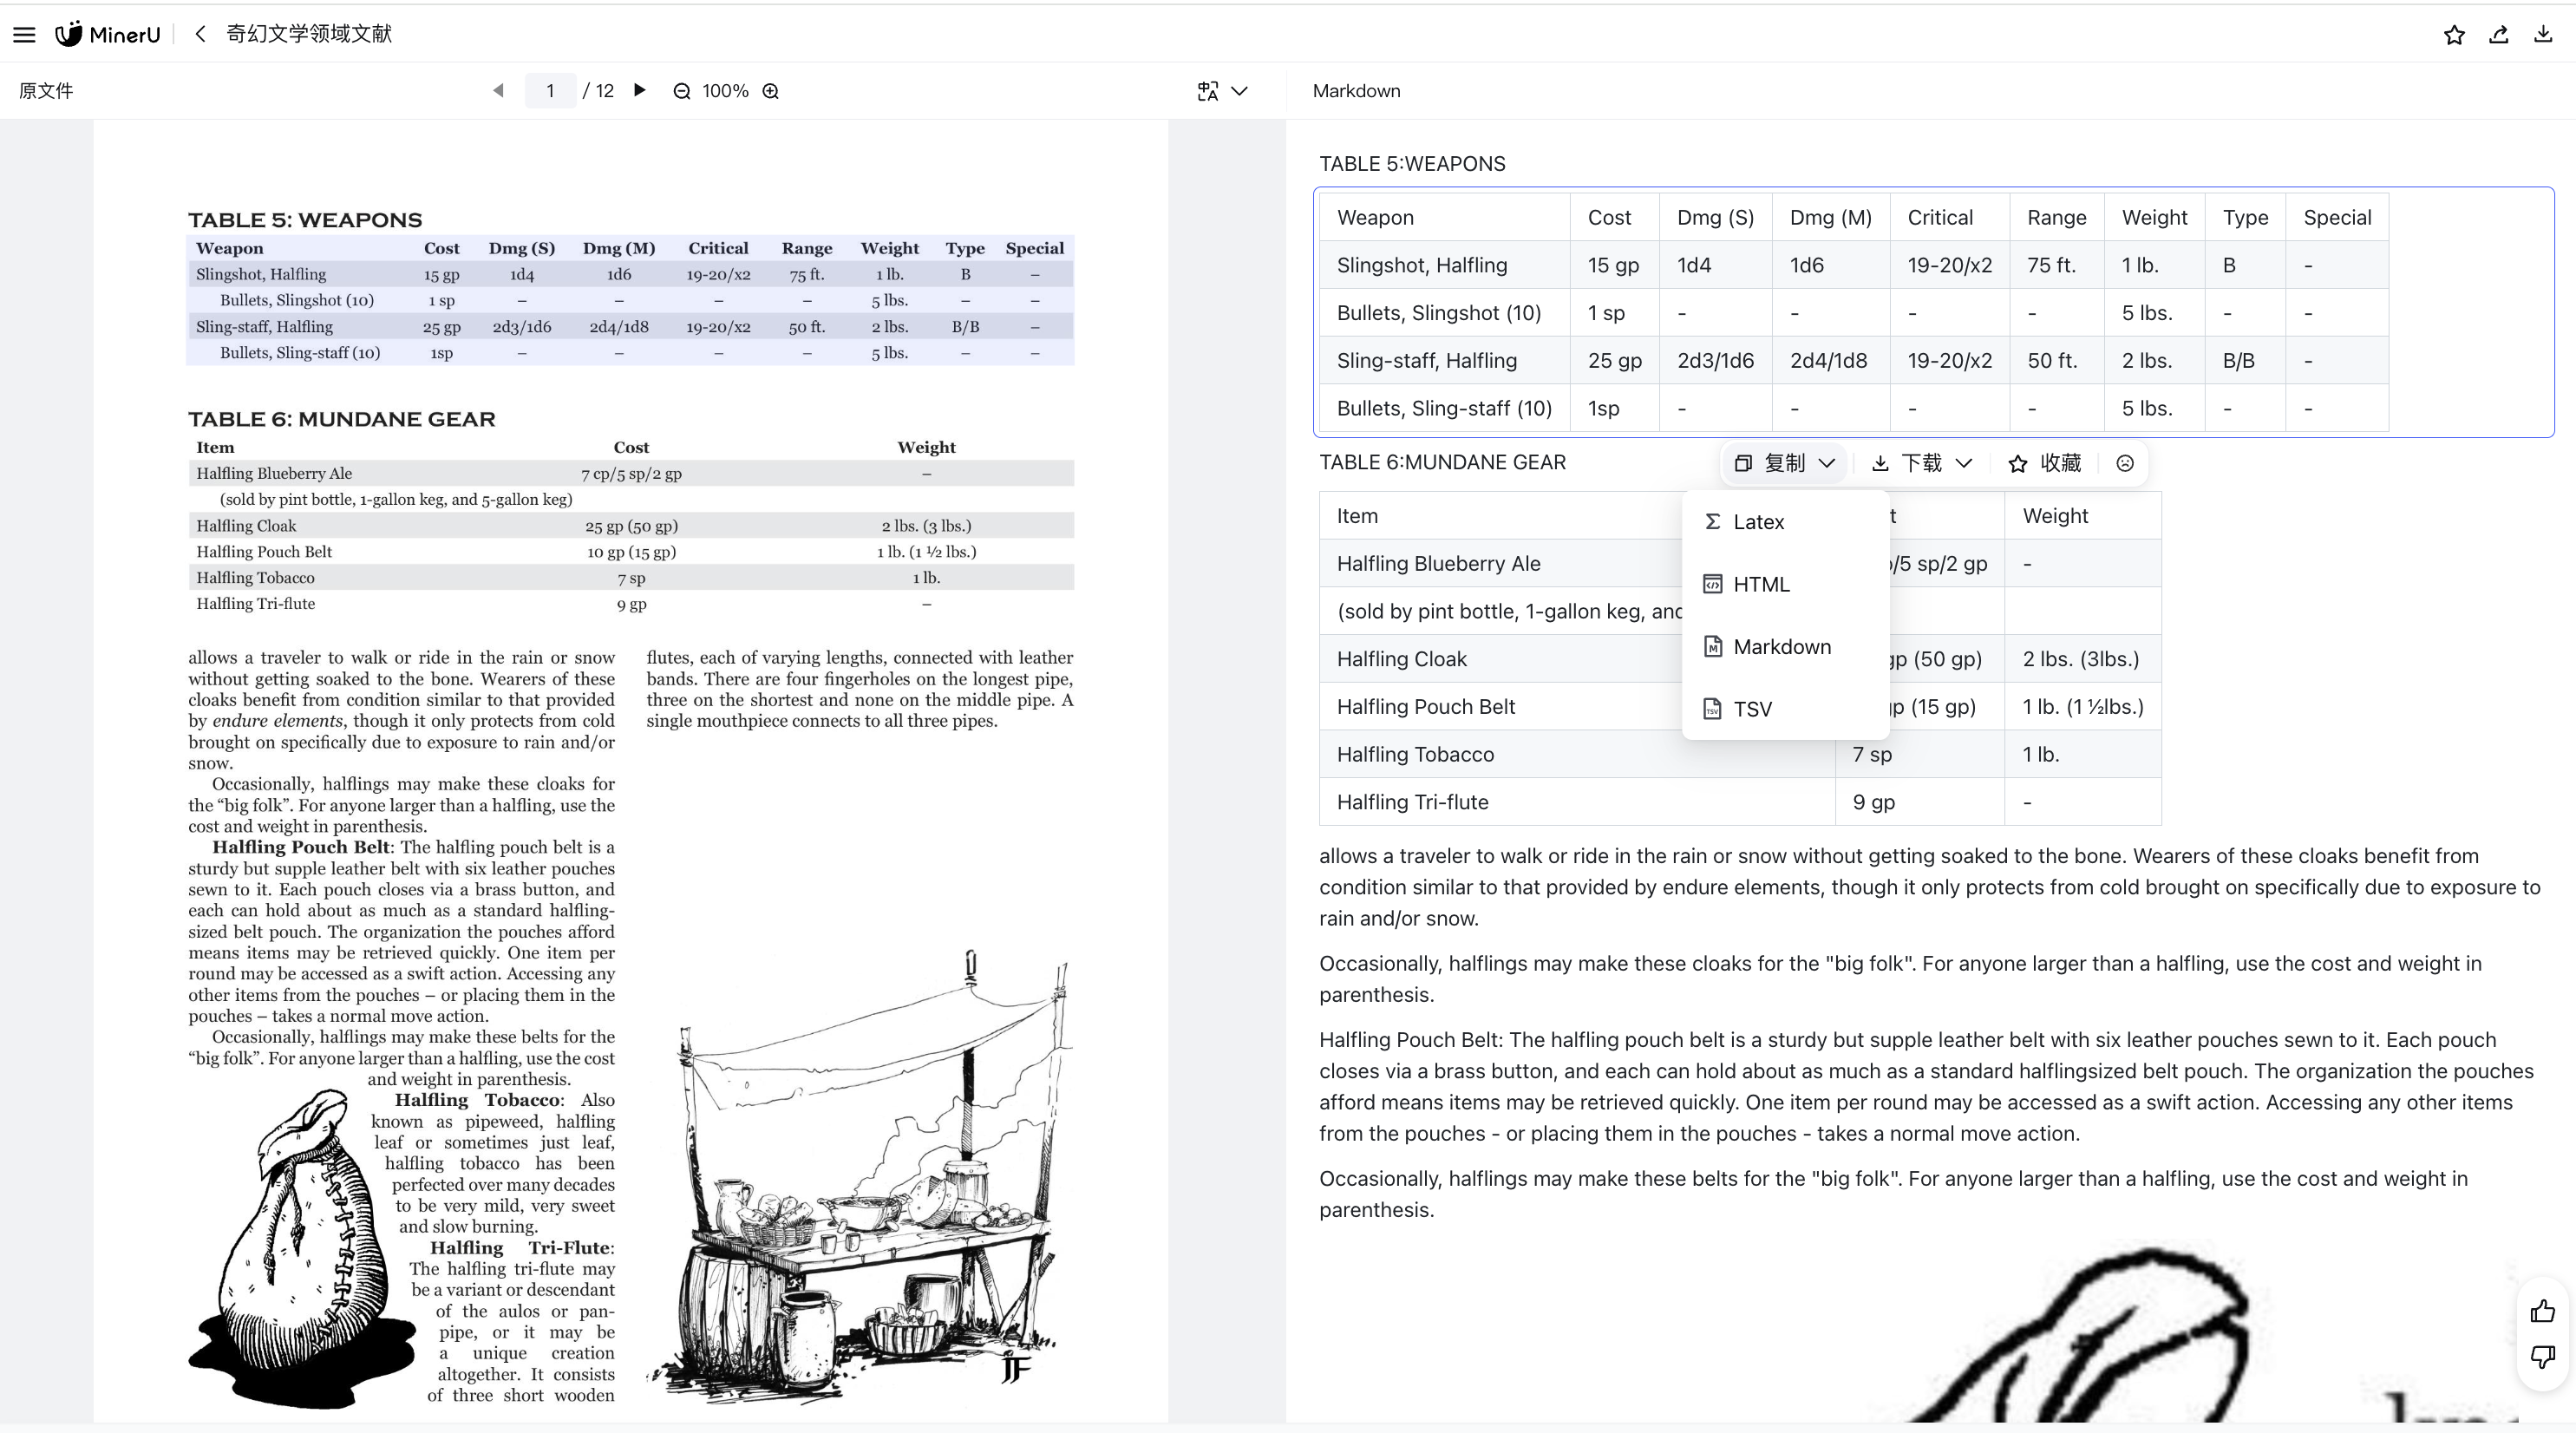 MinerU
奇幻文学领域文献
原文件
1 / 12
100%
Markdown
TABLE 5: WEAPONS
Weapon Cost Dmg (S) Dmg (M) Critical Range Weight Type Special
Slingshot, Halfling 15 gp 1d4 1d6 19-20/x2 75 ft. 1 lb. B –
Bullets, Slingshot (10) 1 sp – – – – 5 lbs. – –
Sling-staff, Halfling 25 gp 2d3/1d6 2d4/1d8 19-20/x2 50 ft. 2 lbs. B/B –
Bullets, Sling-staff (10) 1sp – – – – 5 lbs. – –
TABLE 6: MUNDANE GEAR
Item Cost Weight
Halfling Blueberry Ale 7 cp/5 sp/2 gp –
(sold by pint bottle, 1-gallon keg, and 5-gallon keg)
Halfling Cloak 25 gp (50 gp) 2 lbs. (3 lbs.)
Halfling Pouch Belt 10 gp (15 gp) 1 lb. (1 ½ lbs.)
Halfling Tobacco 7 sp 1 lb.
Halfling Tri-flute 9 gp –
allows a traveler to walk or ride in the rain or snow
without getting soaked to the bone. Wearers of these
cloaks benefit from condition similar to that provided
by endure elements, though it only protects from cold
brought on specifically due to exposure to rain and/or
snow.
Occasionally, halflings may make these cloaks for
the “big folk”. For anyone larger than a halfling, use the
cost and weight in parenthesis.
Halfling Pouch Belt: The halfling pouch belt is a
sturdy but supple leather belt with six leather pouches
sewn to it. Each pouch closes via a brass button, and
each can hold about as much as a standard halfling-
sized belt pouch. The organization the pouches afford
means items may be retrieved quickly. One item per
round may be accessed as a swift action. Accessing any
other items from the pouches – or placing them in the
pouches – takes a normal move action.
Occasionally, halflings may make these belts for the
“big folk”. For anyone larger than a halfling, use the cost
and weight in parenthesis.
Halfling Tobacco: Also
known as pipeweed, halfling
leaf or sometimes just leaf,
halfling tobacco has been
perfected over many decades
to be very mild, very sweet
and slow burning.
Halfling Tri-Flute:
The halfling tri-flute may
be a variant or descendant
of the aulos or pan-
pipe, or it may be
a unique creation
altogether. It consists
of three short wooden
flutes, each of varying lengths, connected with leather
bands. There are four fingerholes on the longest pipe,
three on the shortest and none on the middle pipe. A
single mouthpiece connects to all three pipes.
JF
TABLE 5:WEAPONS
Weapon Cost Dmg (S) Dmg (M) Critical Range Weight Type Special
Slingshot, Halfling 15 gp 1d4 1d6 19-20/x2 75 ft. 1 lb. B -
Bullets, Slingshot (10) 1 sp - - - - 5 lbs. - -
Sling-staff, Halfling 25 gp 2d3/1d6 2d4/1d8 19-20/x2 50 ft. 2 lbs. B/B -
Bullets, Sling-staff (10) 1sp - - - - 5 lbs. - -
TABLE 6:MUNDANE GEAR
复制 下载 收藏
Latex
HTML
Markdown
TSV
Item Weight
Halfling Blueberry Ale /5 sp/2 gp -
(sold by pint bottle, 1-gallon keg, and
Halfling Cloak gp (50 gp) 2 lbs. (3lbs.)
Halfling Pouch Belt (15 gp) 1 lb. (1 ½lbs.)
Halfling Tobacco 7 sp 1 lb.
Halfling Tri-flute 9 gp -
allows a traveler to walk or ride in the rain or snow without getting soaked to the bone. Wearers of these cloaks benefit from
condition similar to that provided by endure elements, though it only protects from cold brought on specifically due to exposure to
rain and/or snow.
Occasionally, halflings may make these cloaks for the "big folk". For anyone larger than a halfling, use the cost and weight in
parenthesis.
Halfling Pouch Belt: The halfling pouch belt is a sturdy but supple leather belt with six leather pouches sewn to it. Each pouch
closes via a brass button, and each can hold about as much as a standard halflingsized belt pouch. The organization the pouches
afford means items may be retrieved quickly. One item per round may be accessed as a swift action. Accessing any other items
from the pouches - or placing them in the pouches - takes a normal move action.
Occasionally, halflings may make these belts for the "big folk". For anyone larger than a halfling, use the cost and weight in
parenthesis.